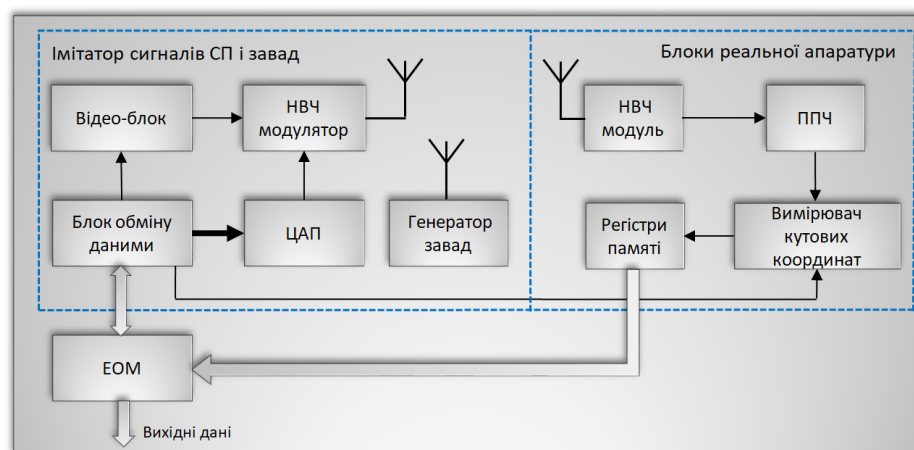 Імітатор сигналів СП і завад
Блоки реальної апаратури
Відео-блок
НВЧ
модулятор
НВЧ
модуль
ППЧ
Блок обміну
даними
ЦАП
Генератор
завад
Регістри
памяті
Вимірювач
кутових
координат
ЕОМ
Вихідні дані